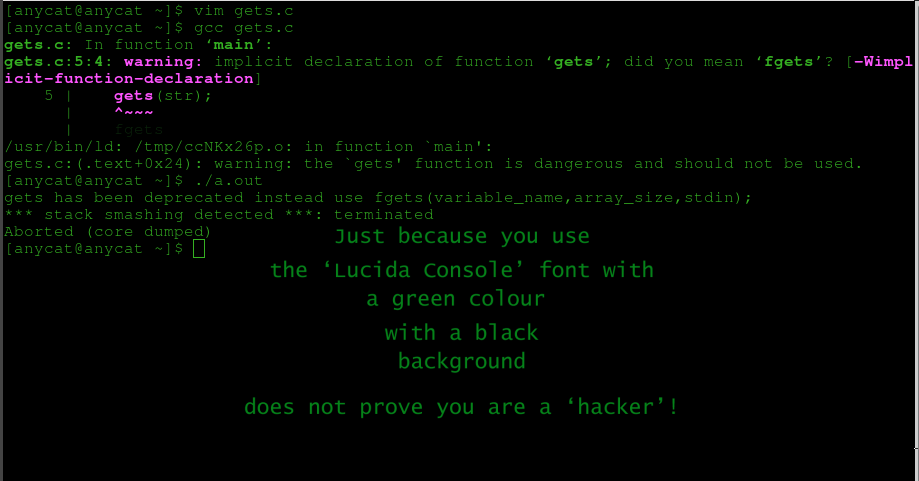 [anycat@anycat ~]$ vim gets.c
[anycat@anycat ~]$ gcc gets.c
gets.c: In function ‘main’:
gets.c:5:4: warning: implicit declaration of function ‘gets’; did you mean ‘fgets’? [-Wimpl
icit-function-declaration]
5 |    gets(str);
|    ^~~~
|    fgets
/usr/bin/ld: /tmp/ccNKx26p.o: in function `main':
gets.c:(.text+0x24): warning: the `gets' function is dangerous and should not be used.
[anycat@anycat ~]$ ./a.out
gets has been deprecated instead use fgets(variable_name,array_size,stdin);
*** stack smashing detected ***: terminated
Aborted (core dumped)
[anycat@anycat ~]$
Just because you use
the ‘Lucida Console’ font with
a green colour
with a black
background
does not prove you are a ‘hacker’!